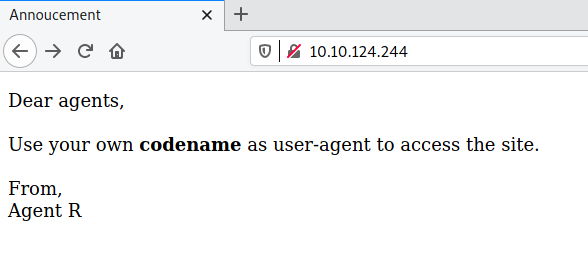 Annoucement
10.10.124.244
Dear agents,
Use your own codename as user-agent to access the site.
From,
Agent R